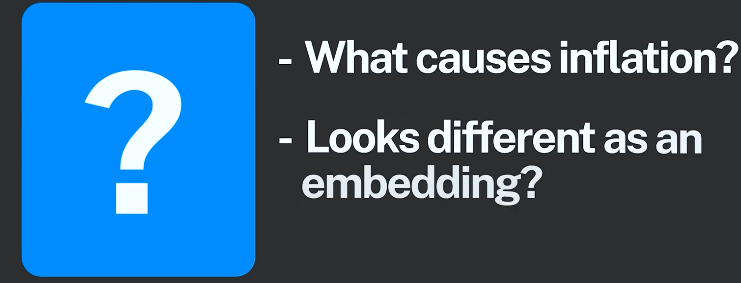 ?
- What causes inflation?
- Looks different as an
embedding?